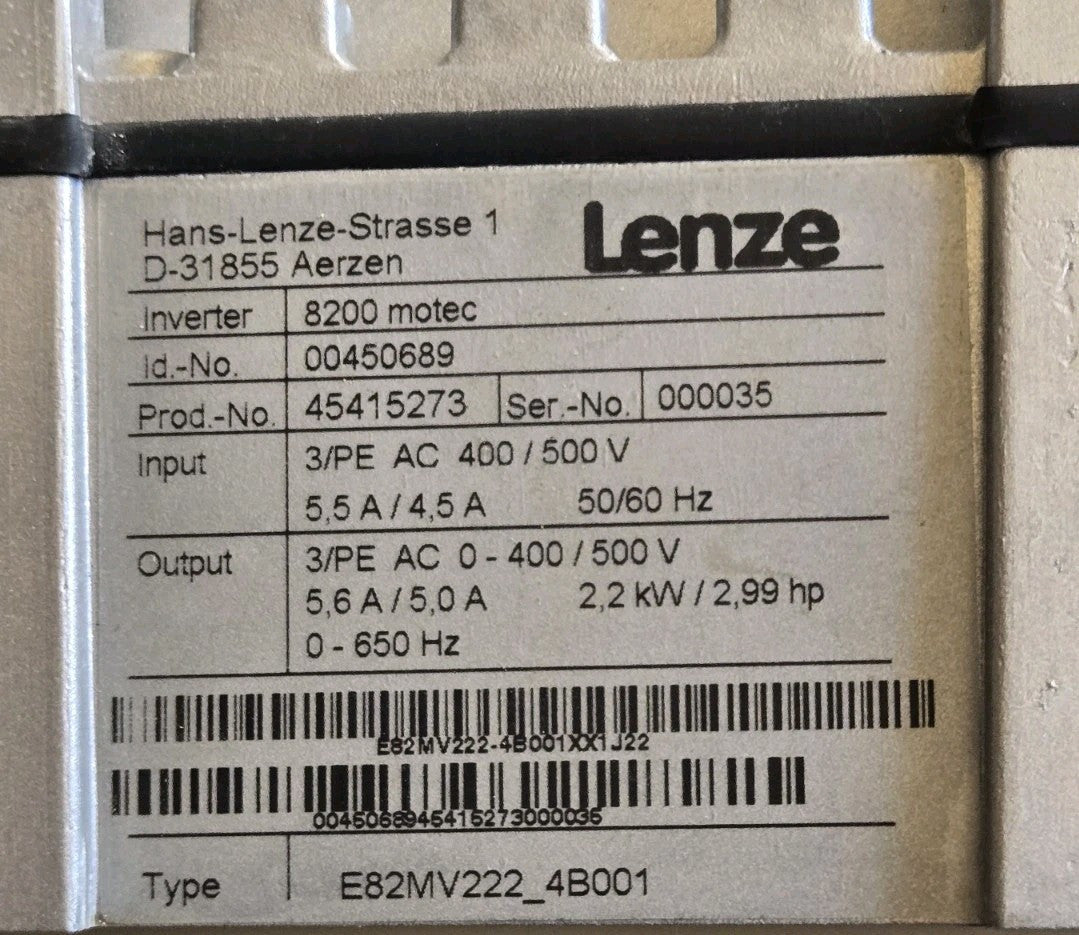 Hans-Lenze-Strasse 1
D-31855 Aerzen
Lenze
Inverter 8200 motec
Id.-No. 00450689
Prod.-No. 45415273 Ser.-No. 000035
Input 3/PE AC 400 / 500 V
5,5 A / 4,5 A 50/60 Hz
Output 3/PE AC 0 - 400 / 500 V
5,6 A / 5,0 A 2,2 kW / 2,99 hp
0 - 650 Hz
E82MV222-4B001XX1J22
0045068945415273000035
Type E82MV222_4B001